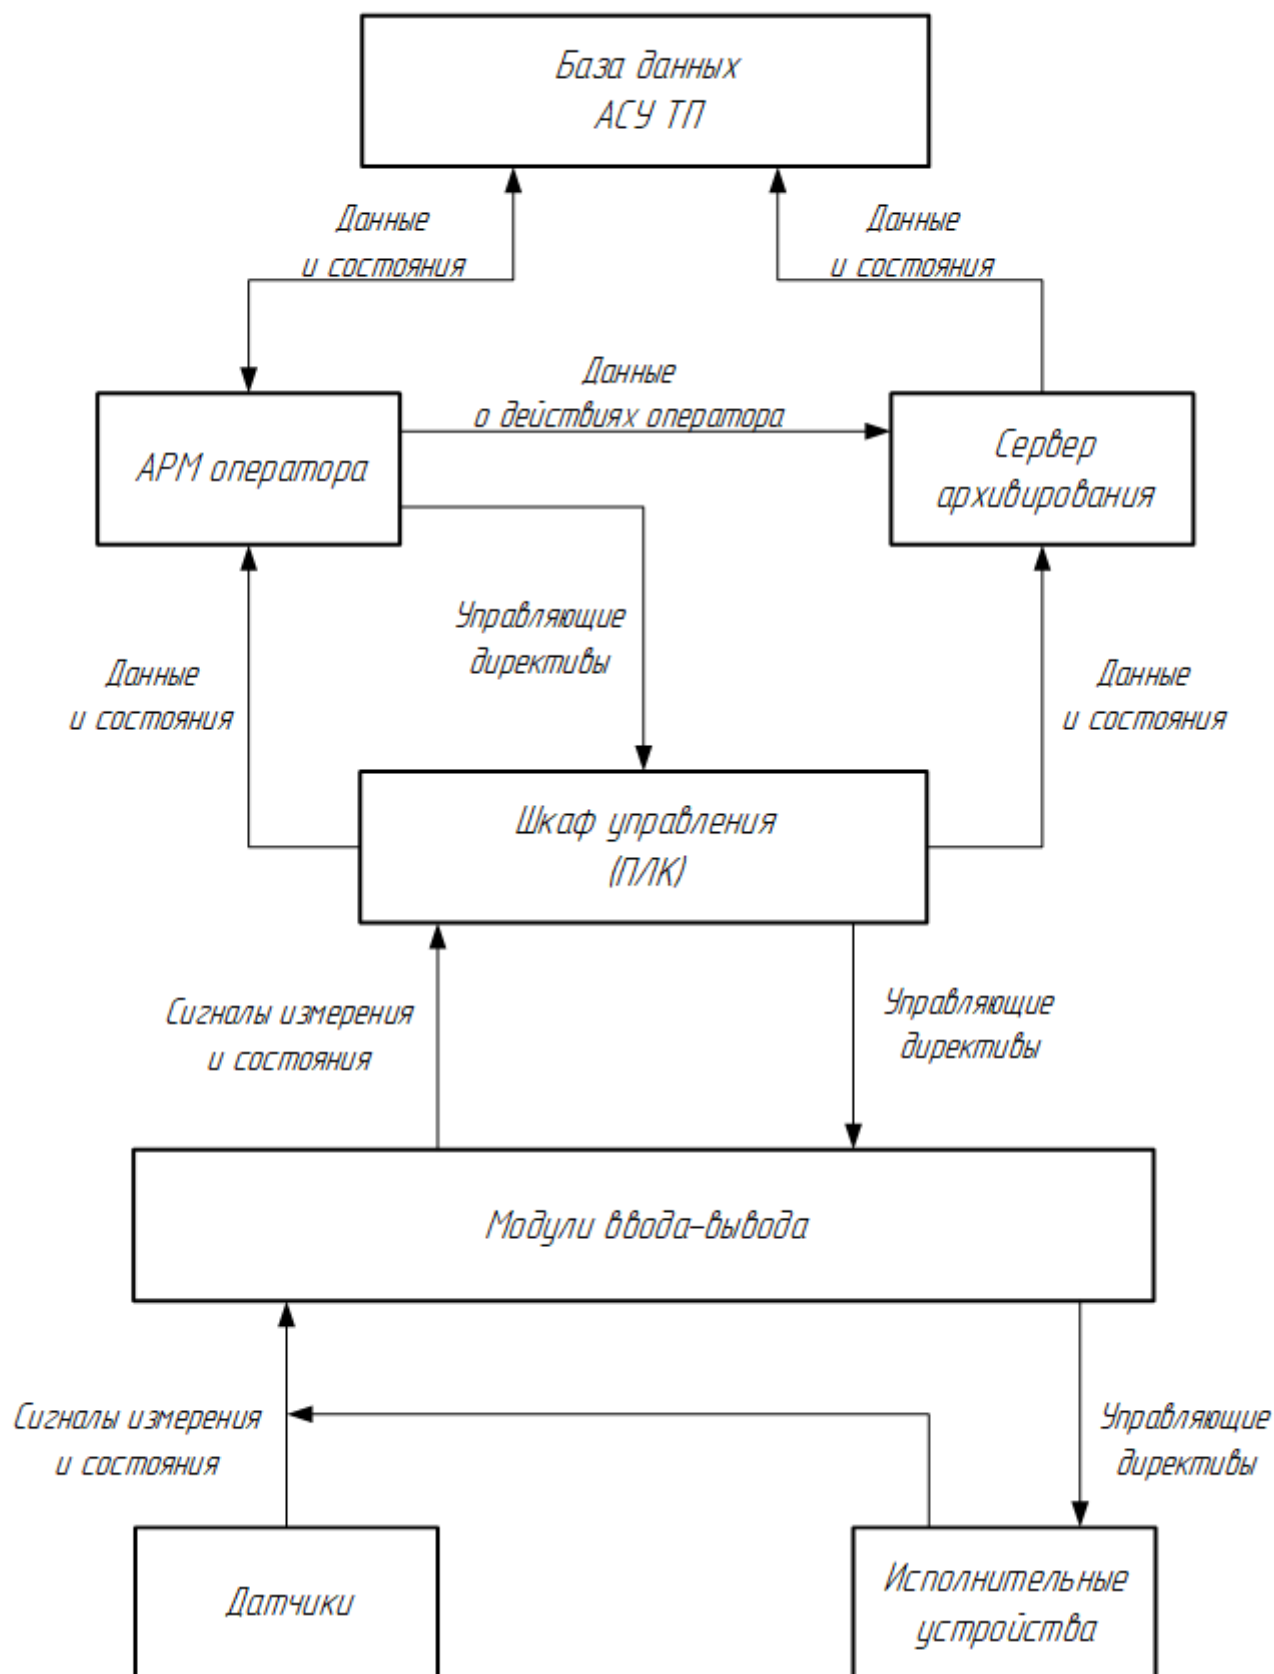 База данных
АСУ ТП
Данные
и состояния
Данные
и состояния
Данные
о действиях оператора
АРМ оператора
Сервер
архивирования
Управляющие
директивы
Данные
и состояния
Данные
и состояния
Шкаф управления
(ПЛК)
Сигналы измерения
и состояния
Управляющие
директивы
Модули ввода-вывода
Сигналы измерения
и состояния
Управляющие
директивы
Датчики
Исполнительные
устройства